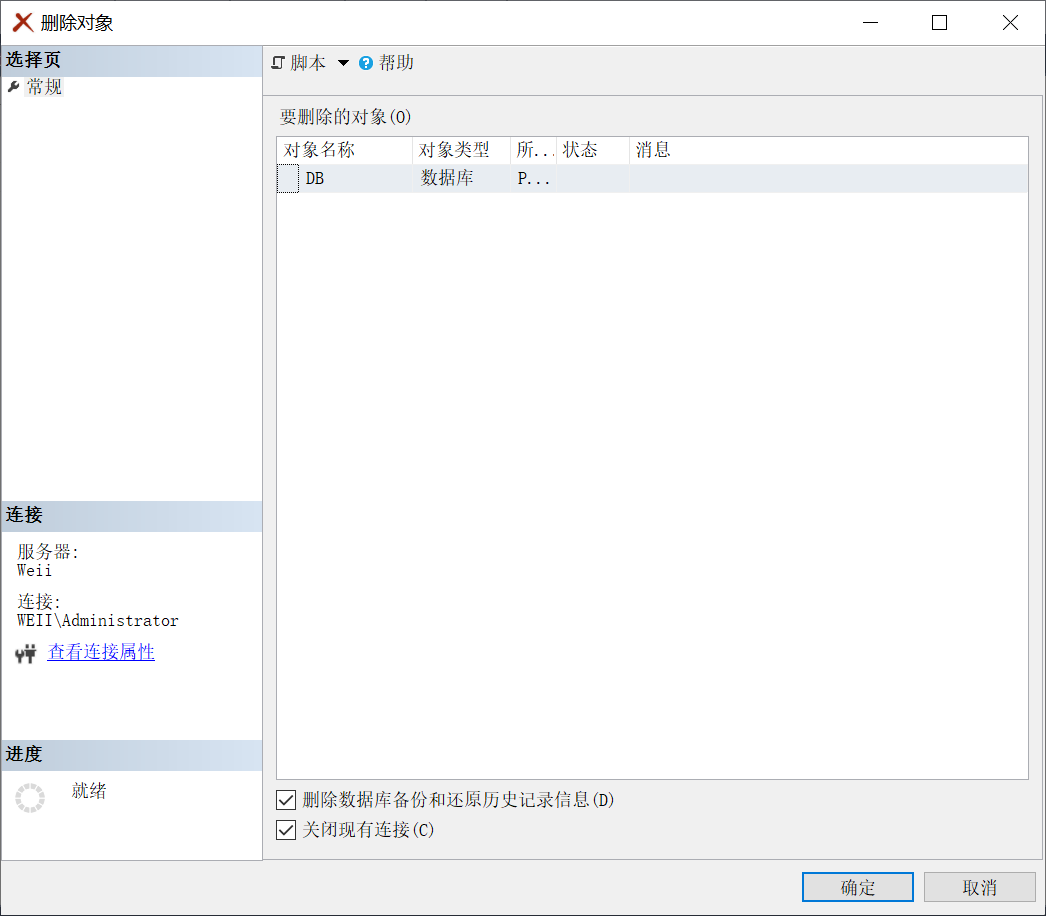 删除对象
选择页
常规
脚本 帮助
要删除的对象(O)
对象名称 对象类型 所... 状态 消息
DB 数据库 P...
连接
服务器:
Weii
连接:
WEII\Administrator
查看连接属性
进度
就绪
删除数据库备份和还原历史记录信息(D)
关闭现有连接(C)
确定 取消